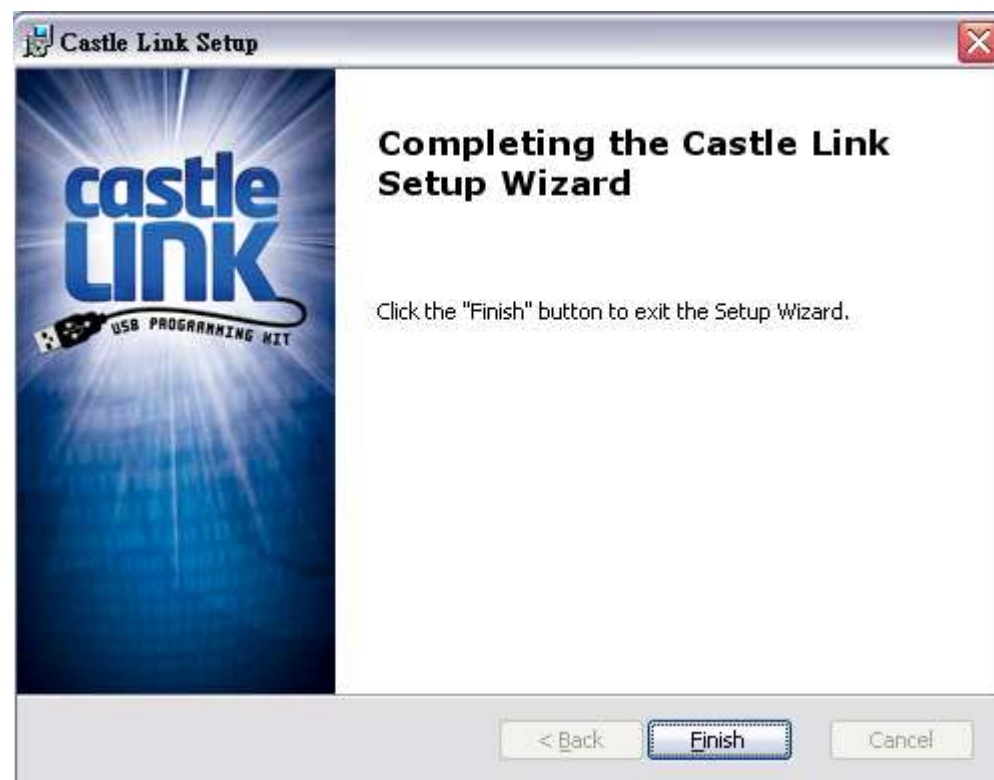 Castle Link Setup
castle
LINK
USB PROGRAMMING KIT
Completing the Castle Link
Setup Wizard
Click the "Finish" button to exit the Setup Wizard.
< Back
Finish
Cancel